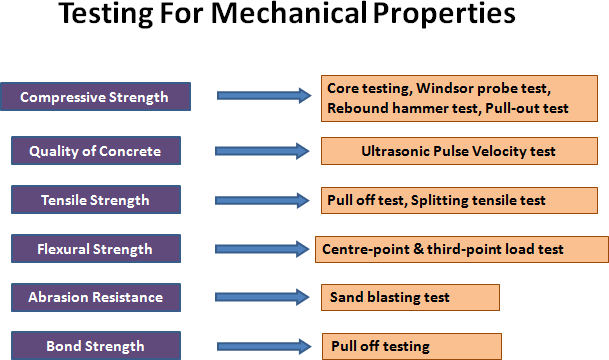 Testing For Mechanical Properties
Compressive Strength
Core testing, Windsor probe test,
Rebound hammer test, Pull-out test
Quality of Concrete
Ultrasonic Pulse Velocity test
Tensile Strength
Pull off test, Splitting tensile test
Flexural Strength
Centre-point & third-point load test
Abrasion Resistance
Sand blasting test
Bond Strength
Pull off testing